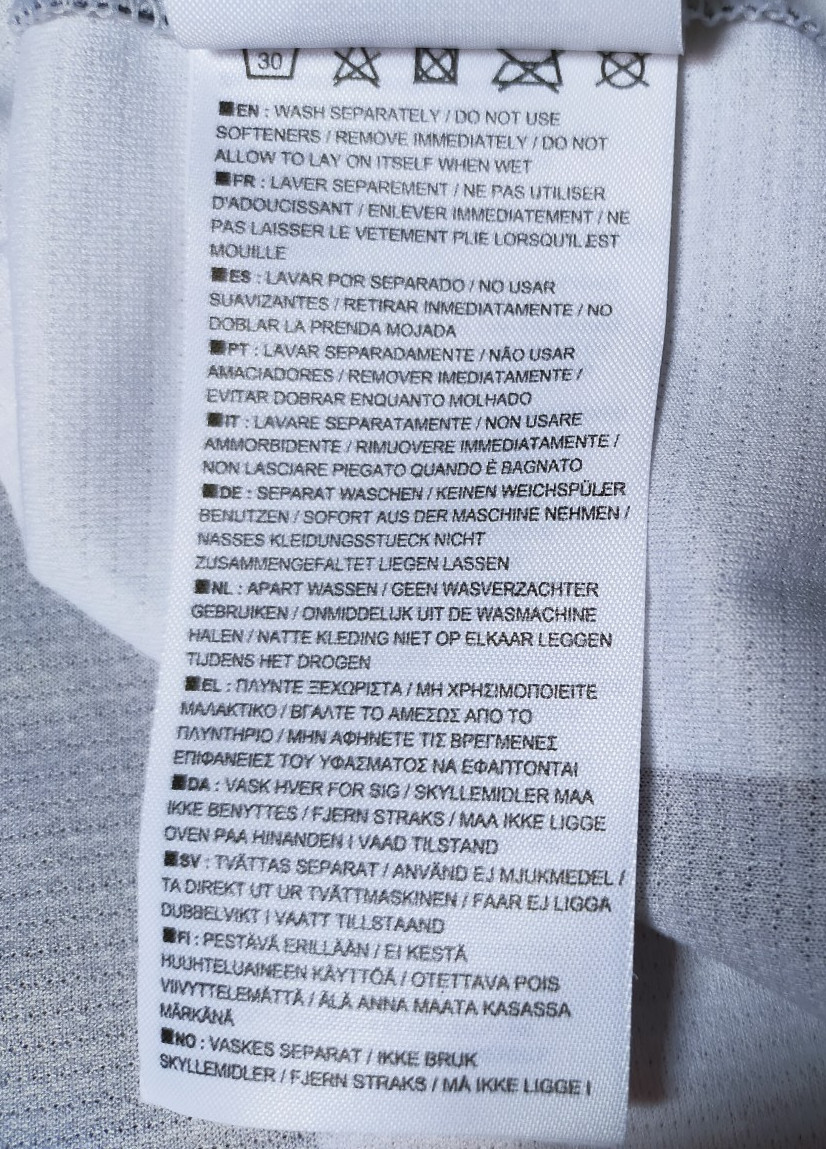 30
EN : WASH SEPARATELY / DO NOT USE
SOFTENERS / REMOVE IMMEDIATELY / DO NOT
ALLOW TO LAY ON ITSELF WHEN WET
FR : LAVER SEPAREMENT / NE PAS UTILISER
D'ADOUCISSANT / ENLEVER IMMEDIATEMENT / NE
PAS LAISSER LE VETEMENT PLIE LORSQU'IL EST
MOUILLE
ES : LAVAR POR SEPARADO / NO USAR
SUAVIZANTES / RETIRAR INMEDIATAMENTE / NO
DOBLAR LA PRENDA MOJADA
PT : LAVAR SEPARADAMENTE / NÃO USAR
AMACIADORES / REMOVER IMEDIATAMENTE /
EVITAR DOBRAR ENQUANTO MOLHADO
IT : LAVARE SEPARATAMENTE / NON USARE
AMMORBIDENTE / RIMUOVERE IMMEDIATAMENTE /
NON LASCIARE PIEGATO QUANDO È BAGNATO
DE : SEPARAT WASCHEN / KEINEN WEICHSPÜLER
BENUTZEN / SOFORT AUS DER MASCHINE NEHMEN /
NASSES KLEIDUNGSSTUECK NICHT
ZUSAMMENGEFALTET LIEGEN LASSEN
NL : APART WASSEN / GEEN WASVERZACHTER
GEBRUIKEN / ONMIDDELIJK UIT DE WASMACHINE
HALEN / NATTE KLEDING NIET OP ELKAAR LEGGEN
TIJDENS HET DROGEN
EL : ΠΛΥΝΤΕ ΞΕΧΩΡΙΣΤΑ / ΜΗ ΧΡΗΣΙΜΟΠΟΙΕΙΤΕ
ΜΑΛΑΚΤΙΚΟ / ΒΓΑΛΤΕ ΤΟ ΑΜΕΣΩΣ ΑΠΟ ΤΟ
ΠΛΥΝΤΗΡΙΟ / ΜΗΝ ΑΦΗΝΕΤΕ ΤΙΣ ΒΡΕΓΜΕΝΕΣ
ΕΠΙΦΑΝΕΙΕΣ ΤΟΥ ΥΦΑΣΜΑΤΟΣ ΝΑ ΕΦΑΠΤΟΝΤΑΙ
DA : VASK HVER FOR SIG / SKYLLEMIDLER MAA
IKKE BENYTTES / FJERN STRAKS / MAA IKKE LIGGE
OVEN PAA HINANDEN I VAAD TILSTAND
SV : TVÄTTAS SEPARAT / ANVÄND EJ MJUKMEDEL /
TA DIREKT UT UR TVÄTTMASKINEN / FAAR EJ LIGGA
DUBBELVIKT I VAATT TILLSTAAND
FI : PESTÄVÄ ERILLÄÄN / EI KESTÄ
HUUHTELUAINEEN KÄYTTÖÄ / OTETTAVA POIS
VIIVYTTELEMÄTTÄ / ÄLÄ ANNA MAATA KASASSA
MÄRKÄNÄ
NO : VASKES SEPARAT / IKKE BRUK
SKYLLEMIDLER / FJERN STRAKS / MÅ IKKE LIGGE I